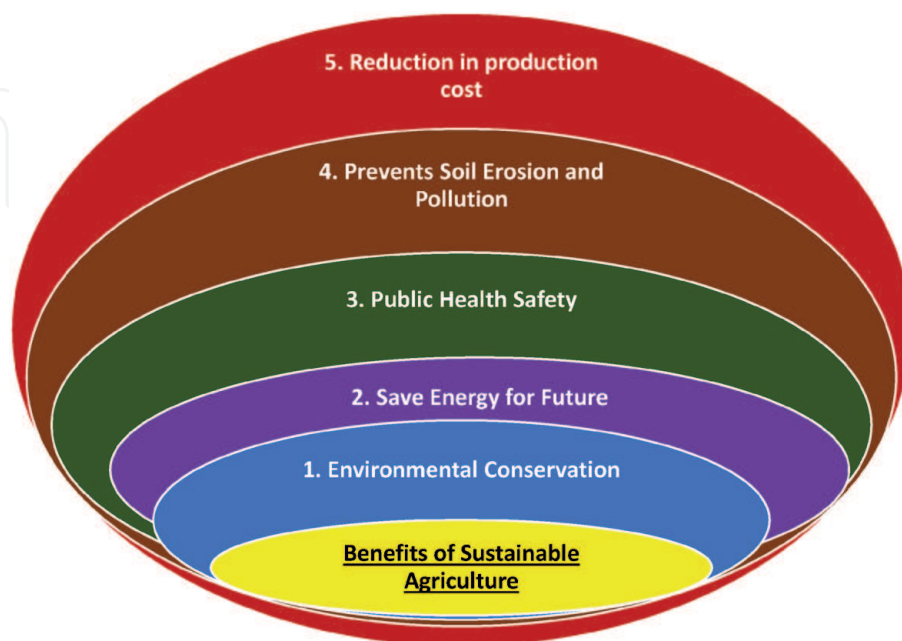 5. Reduction in production
cost
4. Prevents Soil Erosion and
Pollution
3. Public Health Safety
2. Save Energy for Future
1. Environmental Conservation
Benefits of Sustainable
Agriculture